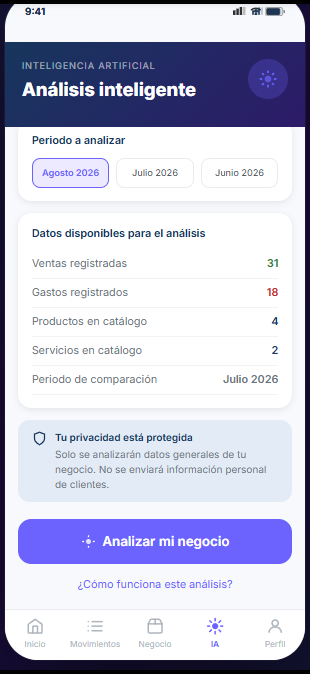 9:41
INTELIGENCIA ARTIFICIAL
Análisis inteligente
Periodo a analizar
Agosto 2026
Julio 2026
Junio 2026
Datos disponibles para el análisis
Ventas registradas 31
Gastos registrados 18
Productos en catálogo 4
Servicios en catálogo 2
Periodo de comparación Julio 2026
Tu privacidad está protegida
Solo se analizarán datos generales de tu
negocio. No se enviará información personal
de clientes.
Analizar mi negocio
¿Cómo funciona este análisis?
Inicio Movimientos Negocio IA Perfil